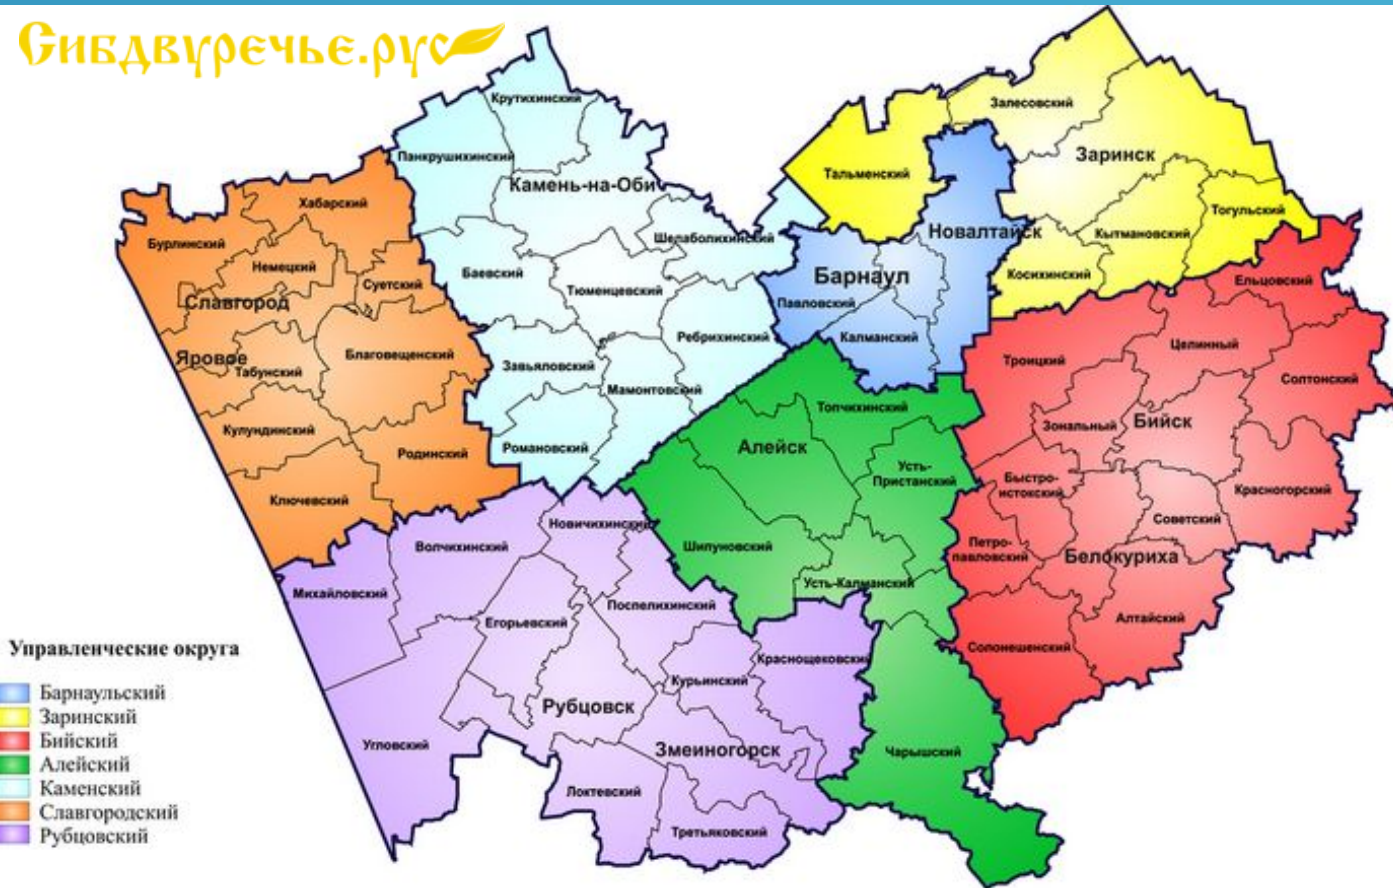 Сибдвуречье.рус
Крутихинский
Залесовский
Панкрушихинский
Заринск
Тальменский
Камень-на-Оби
Хабарский
Тогульский
Новалтайск
Кытмановский
Шелаболихинский
Бурлинский
Немецкий
Баевский
Барнаул
Косихинский
Ельцовский
Суетский
Тюменцевский
Славгород
Павловский
Ребрихинский
Калманский
Целинный
Яровое
Благовещенский
Троицкий
Табунский
Завьяловский
Солтонский
Мамонтовский
Топчихинский
Бийск
Зональный
Кулундинский
Алейск
Романовский
Родинский
Усть-
Пристанский
Быстро-
истокский
Красногорский
Ключевский
Советский
Новичихинский
Волчихинский
Шипуновский
Петро-
павловский
Белокуриха
Усть-Калманский
Михайловский
Поспелихинский
Алтайский
Егорьевский
Солонешенский
Краснощековский
Курьинский
Рубцовск
Угловский
Змеиногорск
Чарышский
Локтевский
Третьяковский
Управленческие округа
Барнаульский
Заринский
Бийский
Алейский
Каменский
Славгородский
Рубцовский